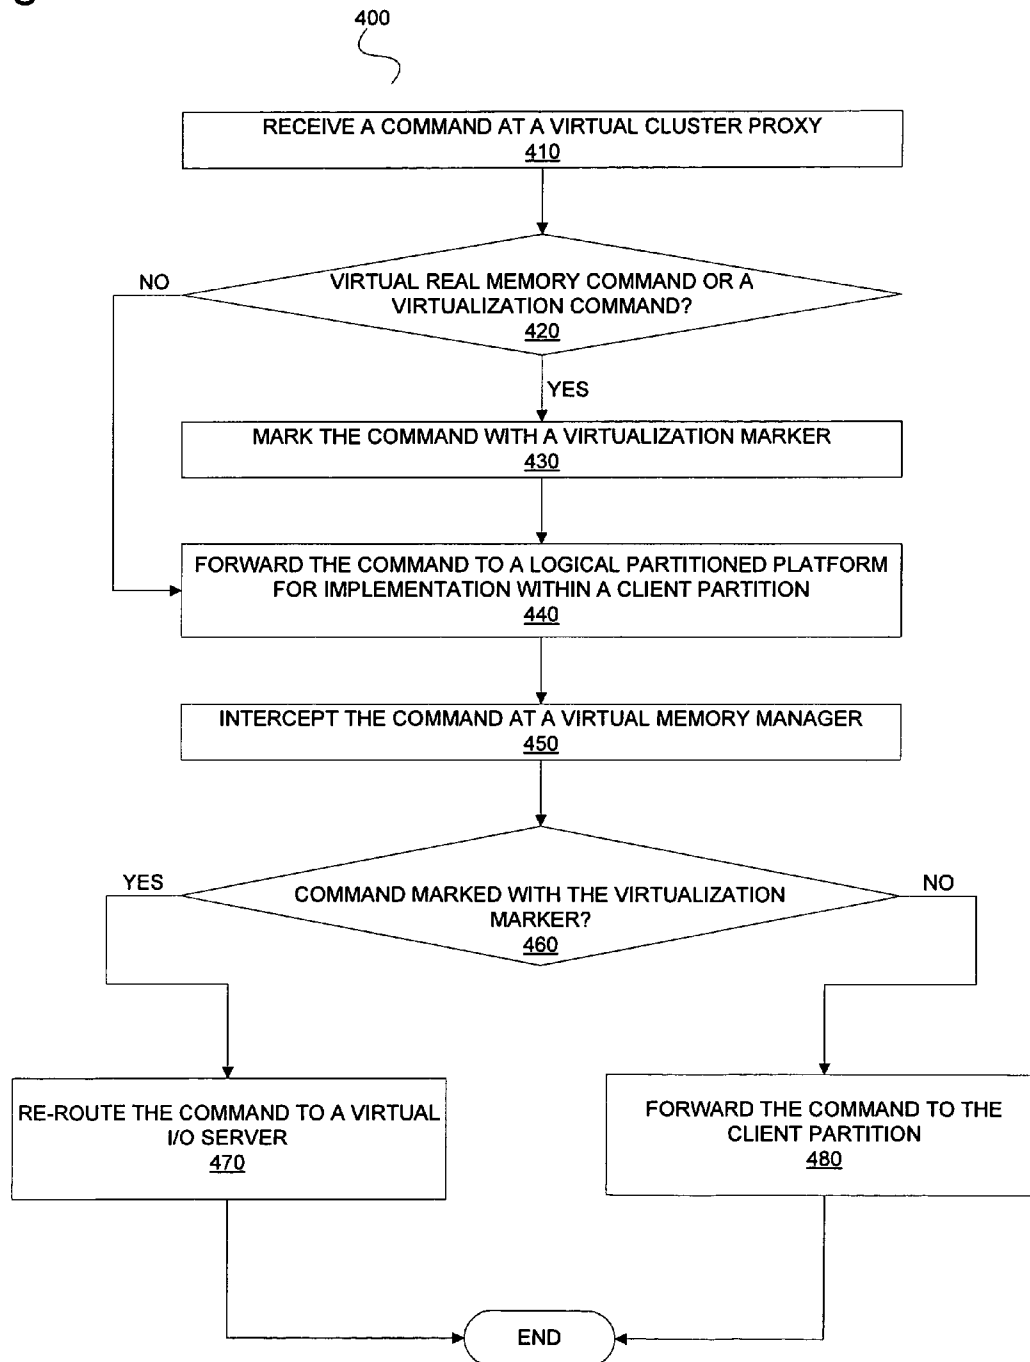 400
RECEIVE A COMMAND AT A VIRTUAL CLUSTER PROXY
410
NO
VIRTUAL REAL MEMORY COMMAND OR A
VIRTUALIZATION COMMAND?
420
YES
MARK THE COMMAND WITH A VIRTUALIZATION MARKER
430
FORWARD THE COMMAND TO A LOGICAL PARTITIONED PLATFORM
FOR IMPLEMENTATION WITHIN A CLIENT PARTITION
440
INTERCEPT THE COMMAND AT A VIRTUAL MEMORY MANAGER
450
YES
NO
COMMAND MARKED WITH THE VIRTUALIZATION
MARKER?
460
RE-ROUTE THE COMMAND TO A VIRTUAL
I/O SERVER
470
FORWARD THE COMMAND TO THE
CLIENT PARTITION
480
END